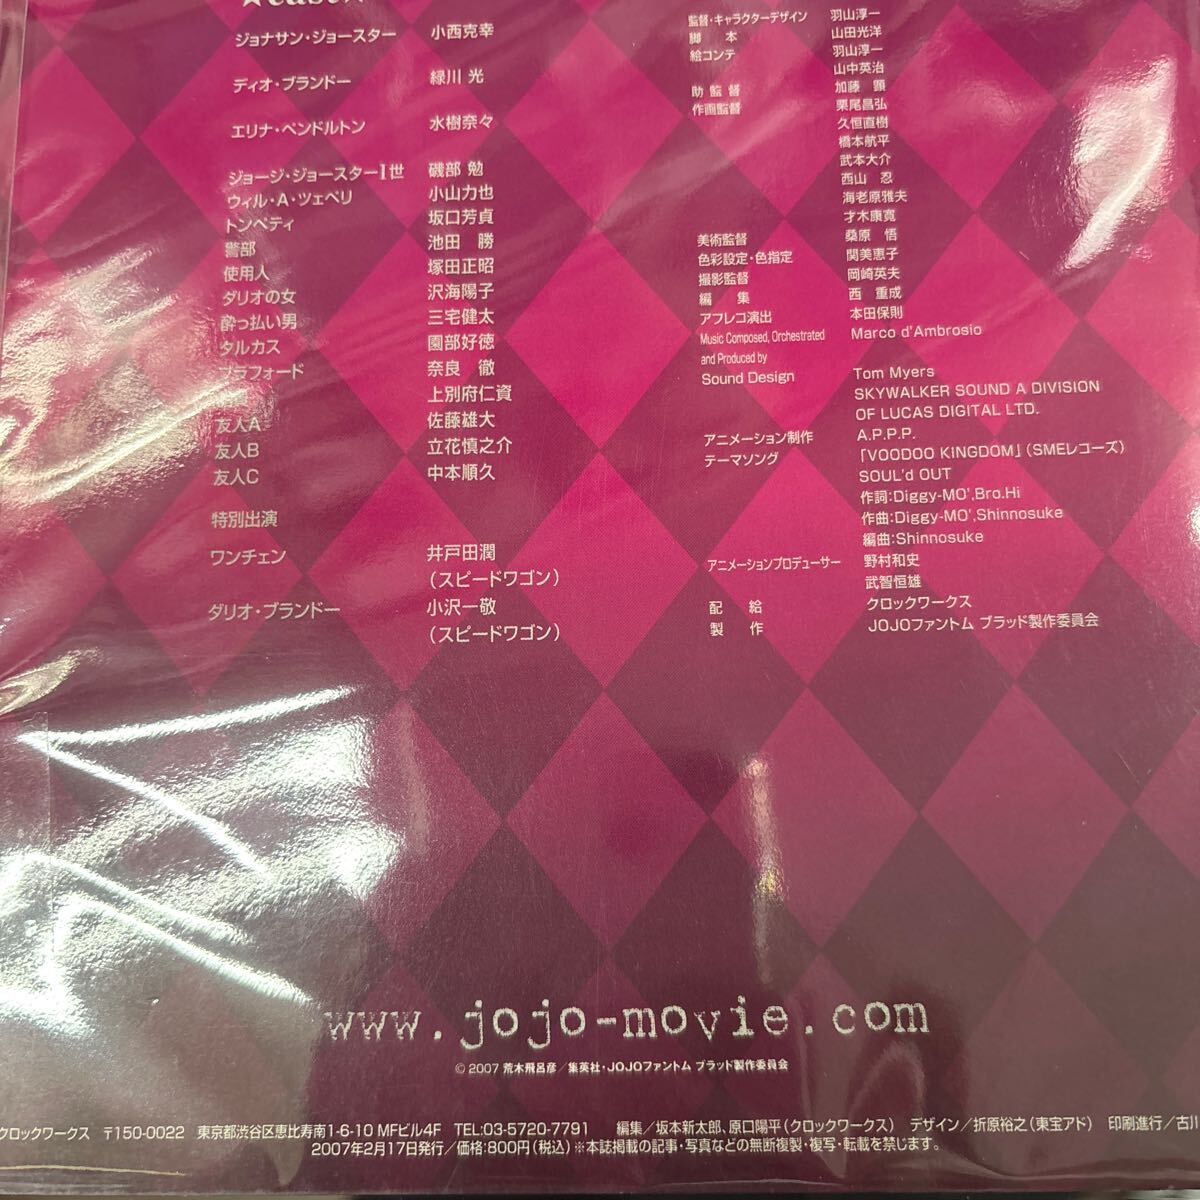 ★cast★
ジョナサン・ジョースター 小西克幸
ディオ・ブランドー 緑川 光
エリナ・ペンドルトン 水樹奈々
ジョージ・ジョースターⅠ世 磯部 勉
ウィル・A・ツェペリ 小山力也
トンペティ 坂口芳貞
警部 池田 勝
使用人 塚田正昭
ダリオの女 沢海陽子
酔っ払い男 三宅健太
タルカス 園部好徳
ブラフォード 奈良 徹
上別府仁資
友人A 佐藤雄大
友人B 立花慎之介
友人C 中本順久
特別出演
ワンチェン 井戸田潤
（スピードワゴン）
ダリオ・ブランドー 小沢一敬
（スピードワゴン）
監督・キャラクターデザイン 羽山淳一
脚 本 山田光洋
絵コンテ 羽山淳一
山中英治
助監督 加藤 顕
作画監督 栗尾昌弘
久恒直樹
橋本航平
武本大介
西山 忍
海老原雅夫
才木康寛
美術監督 桑原 悟
色彩設定・色指定 関美恵子
撮影監督 岡崎英夫
編 集 西 重成
アフレコ演出 本田保則
Music Composed, Orchestrated Marco d'Ambrosio
and Produced by
Sound Design Tom Myers
SKYWALKER SOUND A DIVISION
OF LUCAS DIGITAL LTD.
アニメーション制作 A.P.P.P.
テーマソング 「VOODOO KINGDOM」（SMEレコーズ）
SOUL'd OUT
作詞:Diggy-MO',Bro.Hi
作曲:Diggy-MO',Shinnosuke
編曲:Shinnosuke
アニメーションプロデューサー 野村和史
武智恒雄
配 給 クロックワークス
製 作 JOJOファントム ブラッド製作委員会
www.jojo-movie.com
© 2007 荒木飛呂彦／集英社・JOJOファントム ブラッド製作委員会
クロックワークス 〒150-0022 東京都渋谷区恵比寿南1-6-10 MFビル4F TEL:03-5720-7791 編集／坂本新太郎、原口陽平（クロックワークス） デザイン／折原裕之（東宝アド） 印刷進行／古川
2007年2月17日発行／価格:800円（税込）※本誌掲載の記事・写真などの無断複製・複写・転載を禁じます。